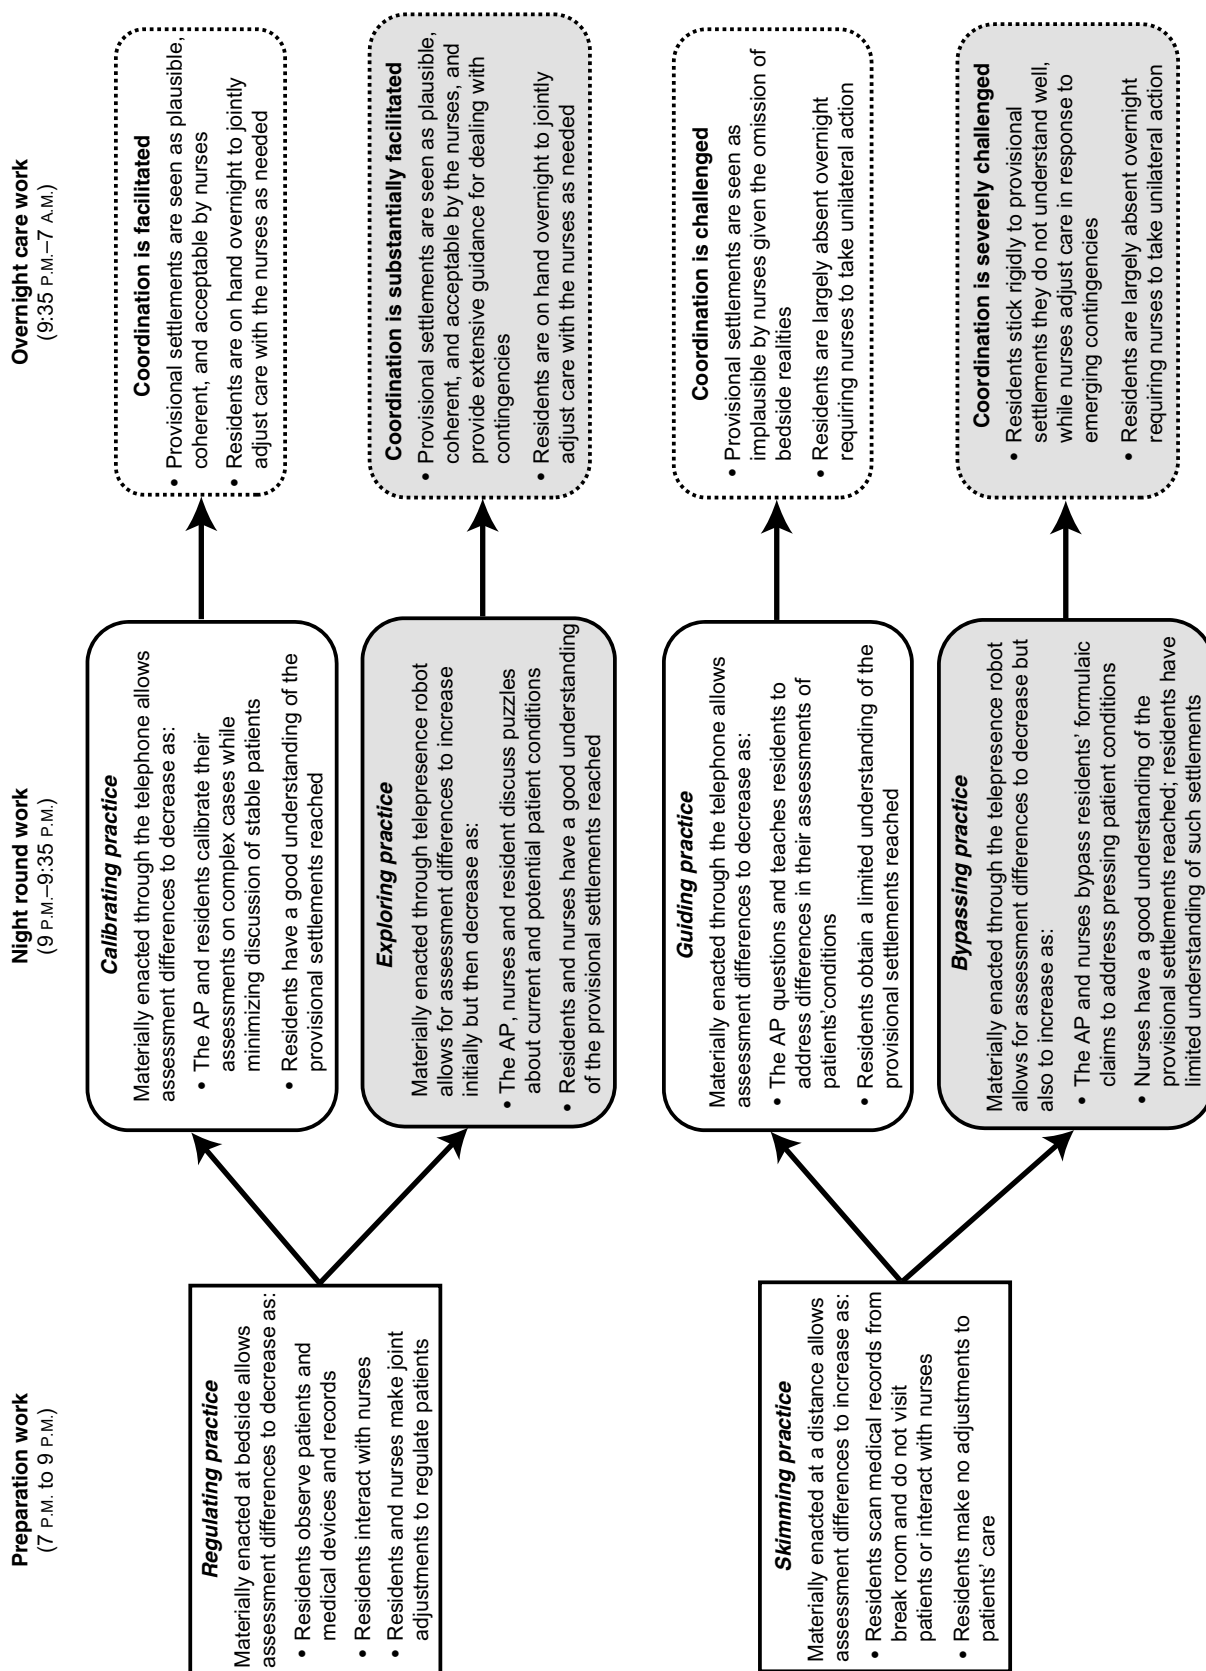 Preparation work
(7 P.M. to 9 P.M.)
Night round work
(9 P.M.–9:35 P.M.)
Overnight care work
(9:35 P.M.–7 A.M.)
Regulating practice
Materially enacted at bedside allows
assessment differences to decrease as:
• Residents observe patients and
medical devices and records
• Residents interact with nurses
• Residents and nurses make joint
adjustments to regulate patients
Calibrating practice
Materially enacted through the telephone allows
assessment differences to decrease as:
• The AP and residents calibrate their
assessments on complex cases while
minimizing discussion of stable patients
• Residents have a good understanding of the
provisional settlements reached
Coordination is facilitated
• Provisional settlements are seen as plausible,
coherent, and acceptable by nurses
• Residents are on hand overnight to jointly
adjust care with the nurses as needed
Exploring practice
Materially enacted through telepresence robot
allows for assessment differences to increase
initially but then decrease as:
• The AP, nurses and resident discuss puzzles
about current and potential patient conditions
• Residents and nurses have a good understanding
of the provisional settlements reached
Coordination is substantially facilitated
• Provisional settlements are seen as plausible,
coherent, and acceptable by the nurses, and
provide extensive guidance for dealing with
contingencies
• Residents are on hand overnight to jointly
adjust care with the nurses as needed
Skimming practice
Materially enacted at a distance allows
assessment differences to increase as:
• Residents scan medical records from
break room and do not visit
patients or interact with nurses
• Residents make no adjustments to
patients' care
Guiding practice
Materially enacted through the telephone allows
assessment differences to decrease as:
• The AP questions and teaches residents to
address differences in their assessments of
patients'conditions
• Residents obtain a limited understanding of the
provisional settlements reached
Coordination is challenged
• Provisional settlements are seen as
implausible by nurses given the omission of
bedside realities
• Residents are largely absent overnight
requiring nurses to take unilateral action
Bypassing practice
Materially enacted through the telepresence robot
allows for assessment differences to decrease but
also to increase as:
• The AP and nurses bypass residents' formulaic
claims to address pressing patient conditions
• Nurses have a good understanding of the
provisional settlements reached; residents have
limited understanding of such settlements
Coordination is severely challenged
• Residents stick rigidly to provisional
settlements they do not understand well,
while nurses adjust care in response to
emerging contingencies
• Residents are largely absent overnight
requiring nurses to take unilateral action